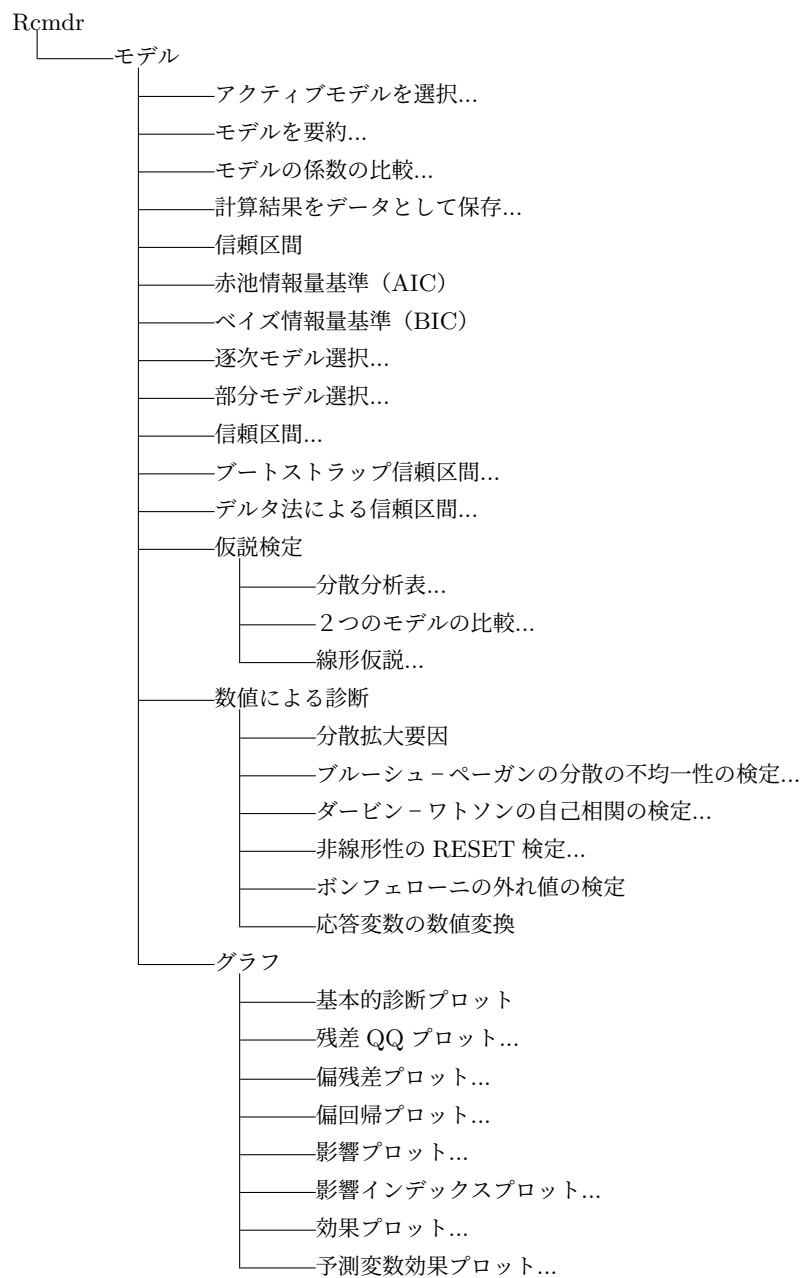 Rcmdr
モデル
アクティブモデルを選択...
モデルを要約...
モデルの係数の比較...
計算結果をデータとして保存...
信頼区間
赤池情報量基準（AIC）
ベイズ情報量基準（BIC）
逐次モデル選択...
部分モデル選択...
信頼区間...
ブートストラップ信頼区間...
デルタ法による信頼区間...
仮説検定
分散分析表...
２つのモデルの比較...
線形仮説...
数値による診断
分散拡大要因
ブルーシュ－ペーガンの分散の不均一性の検定...
ダービン－ワトソンの自己相関の検定...
非線形性の RESET 検定...
ボンフェローニの外れ値の検定
応答変数の数値変換
グラフ
基本的診断プロット
残差 QQ プロット...
偏残差プロット...
偏回帰プロット...
影響プロット...
影響インデックスプロット...
効果プロット...
予測変数効果プロット...